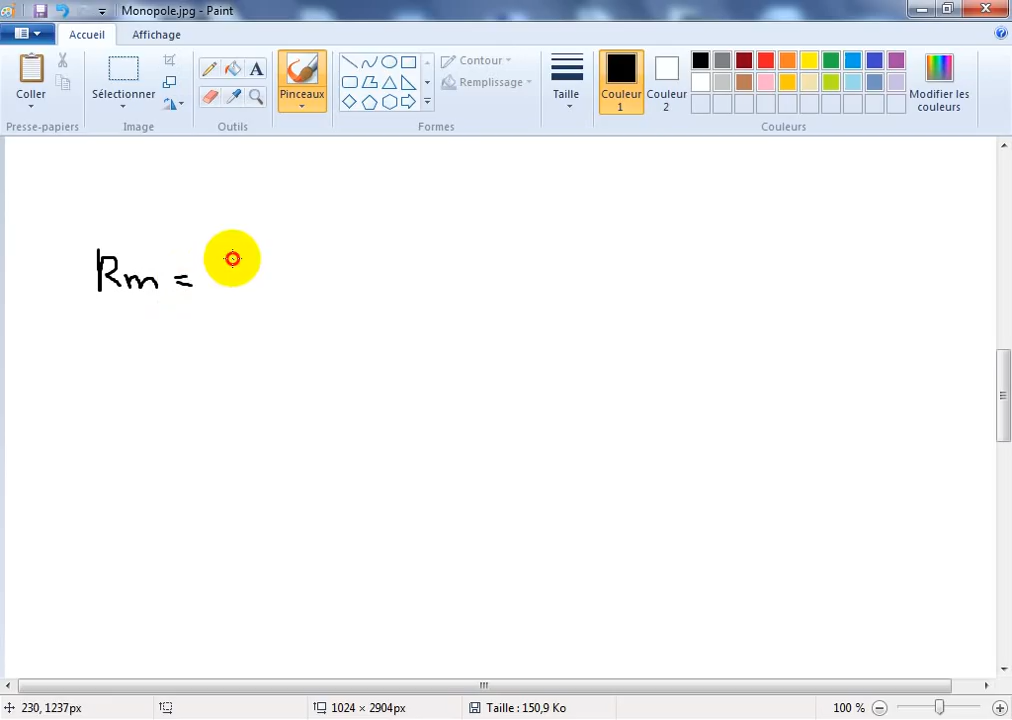 Monopole.jpg - Paint
Accueil
Affichage
Coller
Sélectionner
Pinceaux
Contour
Remplissage
Taille
Couleur 1
Couleur 2
Modifier les couleurs
Presse-papiers
Image
Outils
Formes
Couleurs
Rm =
230, 1237px
1024 × 2904px
Taille : 150,9 Ko
100 %